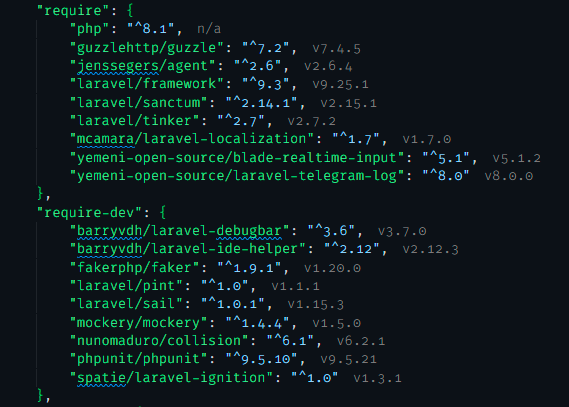 "require": {
"php": "^8.1", n/a
"guzzlehttp/guzzle": "^7.2", v7.4.5
"jenssegers/agent": "^2.6", v2.6.4
"laravel/framework": "^9.3", v9.25.1
"laravel/sanctum": "^2.14.1", v2.15.1
"laravel/tinker": "^2.7", v2.7.2
"mcamara/laravel-localization": "^1.7", v1.7.0
"yemeni-open-source/blade-realtime-input": "^5.1", v5.1.2
"yemeni-open-source/laravel-telegram-log": "^8.0" v8.0.0
},
"require-dev": {
"barryvdh/laravel-debugbar": "^3.6", v3.7.0
"barryvdh/laravel-ide-helper": "^2.12", v2.12.3
"fakerphp/faker": "^1.9.1", v1.20.0
"laravel/pint": "^1.0", v1.1.1
"laravel/sail": "^1.0.1", v1.15.3
"mockery/mockery": "^1.4.4", v1.5.0
"nunomaduro/collision": "^6.1", v6.2.1
"phpunit/phpunit": "^9.5.10", v9.5.21
"spatie/laravel-ignition": "^1.0" v1.3.1
},